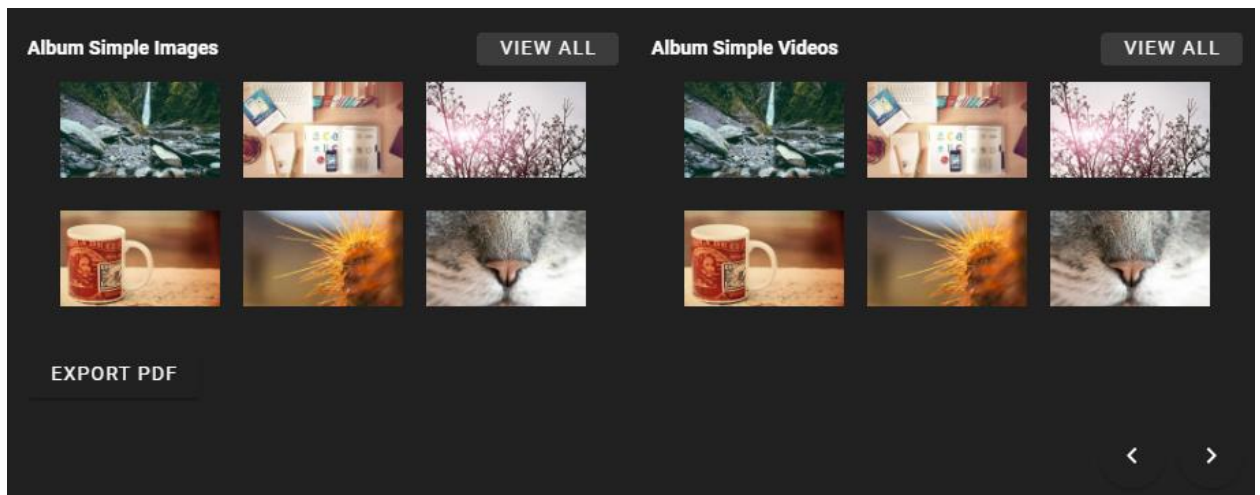 Album Simple Images
VIEW ALL
Album Simple Videos
VIEW ALL
EXPORT PDF